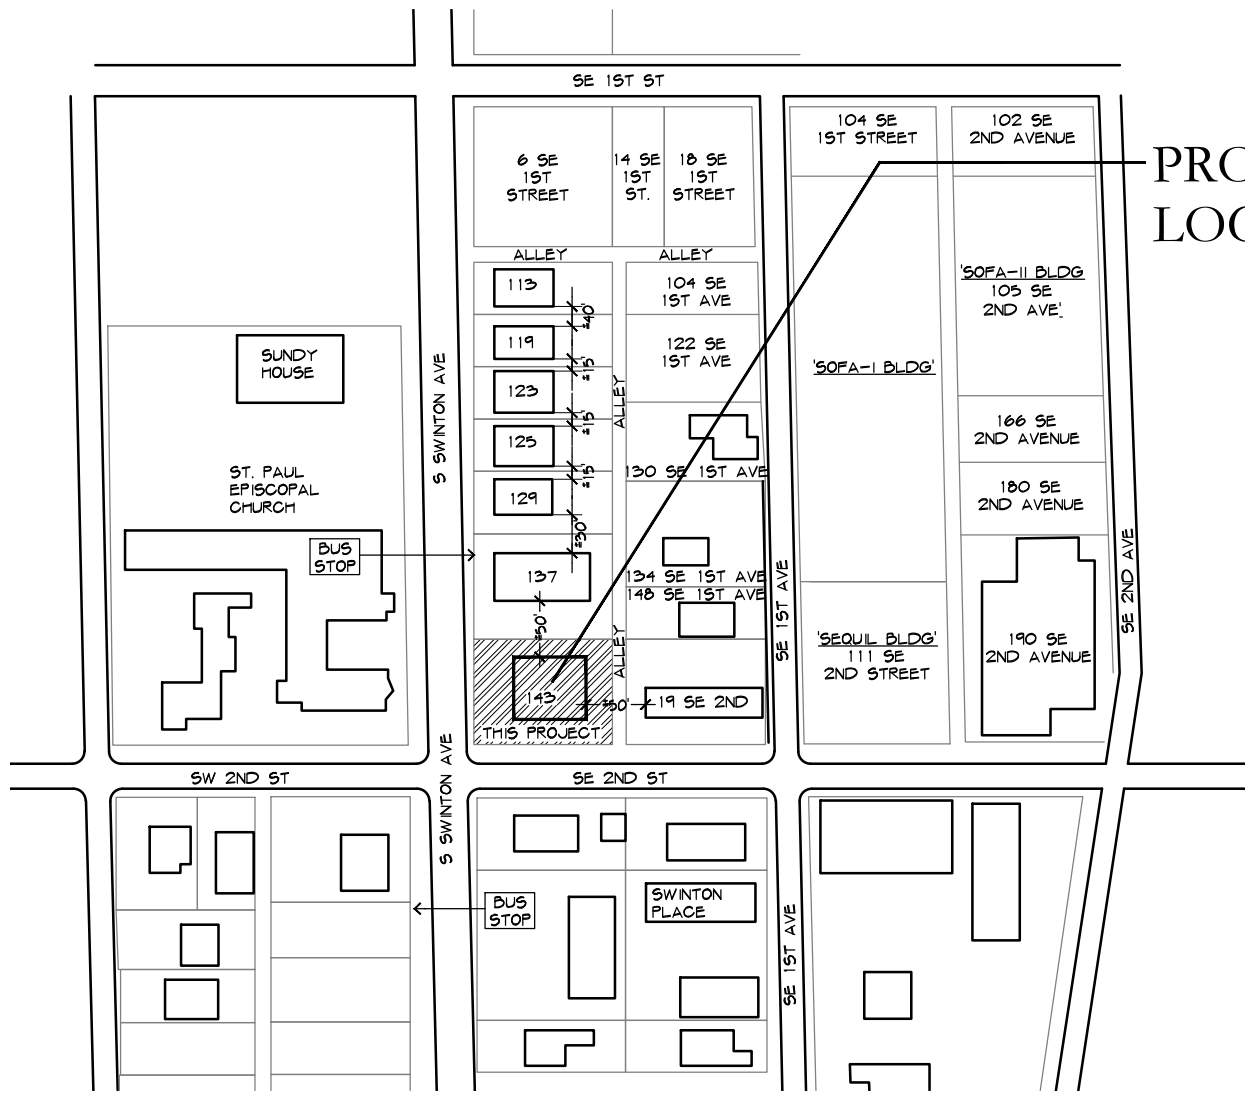 SE 1ST ST
6 SE
1ST
STREET
14 SE
1ST
ST.
18 SE
1ST
STREET
104 SE
1ST STREET
102 SE
2ND AVENUE
PRO
LOC
ALLEY
ALLEY
113
±40'
104 SE
1ST AVE
'SOFA-II BLDG
105 SE
2ND AVE'
119
±15'
122 SE
1ST AVE
SUNDY
HOUSE
S SWINTON AVE
123
±15'
ALLEY
'SOFA-I BLDG'
125
±15'
166 SE
2ND AVENUE
ST. PAUL
EPISCOPAL
CHURCH
129
±30'
130 SE 1ST AVE
180 SE
2ND AVENUE
BUS
STOP
137
±50'
134 SE 1ST AVE
148 SE 1ST AVE
SE 1ST AVE
SE 2ND AVE
ALLEY
'SEQUIL BLDG'
111 SE
2ND STREET
190 SE
2ND AVENUE
143
±50'
19 SE 2ND
THIS PROJECT
SW 2ND ST
SE 2ND ST
S SWINTON AVE
BUS
STOP
SWINTON
PLACE
SE 1ST AVE